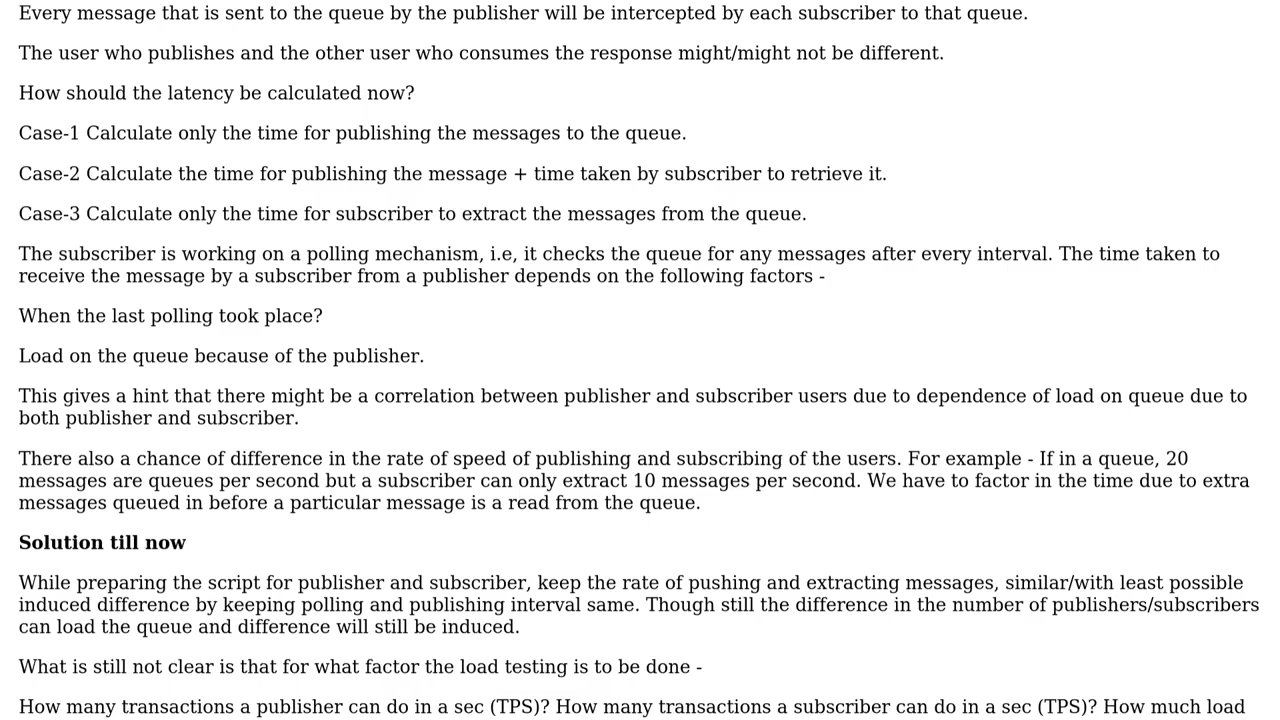 Every message that is sent to the queue by the publisher will be intercepted by each subscriber to that queue.
The user who publishes and the other user who consumes the response might/might not be different.
How should the latency be calculated now?
Case-1 Calculate only the time for publishing the messages to the queue.
Case-2 Calculate the time for publishing the message + time taken by subscriber to retrieve it.
Case-3 Calculate only the time for subscriber to extract the messages from the queue.
The subscriber is working on a polling mechanism, i.e, it checks the queue for any messages after every interval. The time taken to
receive the message by a subscriber from a publisher depends on the following factors -
When the last polling took place?
Load on the queue because of the publisher.
This gives a hint that there might be a correlation between publisher and subscriber users due to dependence of load on queue due to
both publisher and subscriber.
There also a chance of difference in the rate of speed of publishing and subscribing of the users. For example - If in a queue, 20
messages are queues per second but a subscriber can only extract 10 messages per second. We have to factor in the time due to extra
messages queued in before a particular message is a read from the queue.
Solution till now
While preparing the script for publisher and subscriber, keep the rate of pushing and extracting messages, similar/with least possible
induced difference by keeping polling and publishing interval same. Though still the difference in the number of publishers/subscribers
can load the queue and difference will still be induced.
What is still not clear is that for what factor the load testing is to be done -
How many transactions a publisher can do in a sec (TPS)? How many transactions a subscriber can do in a sec (TPS)? How much load